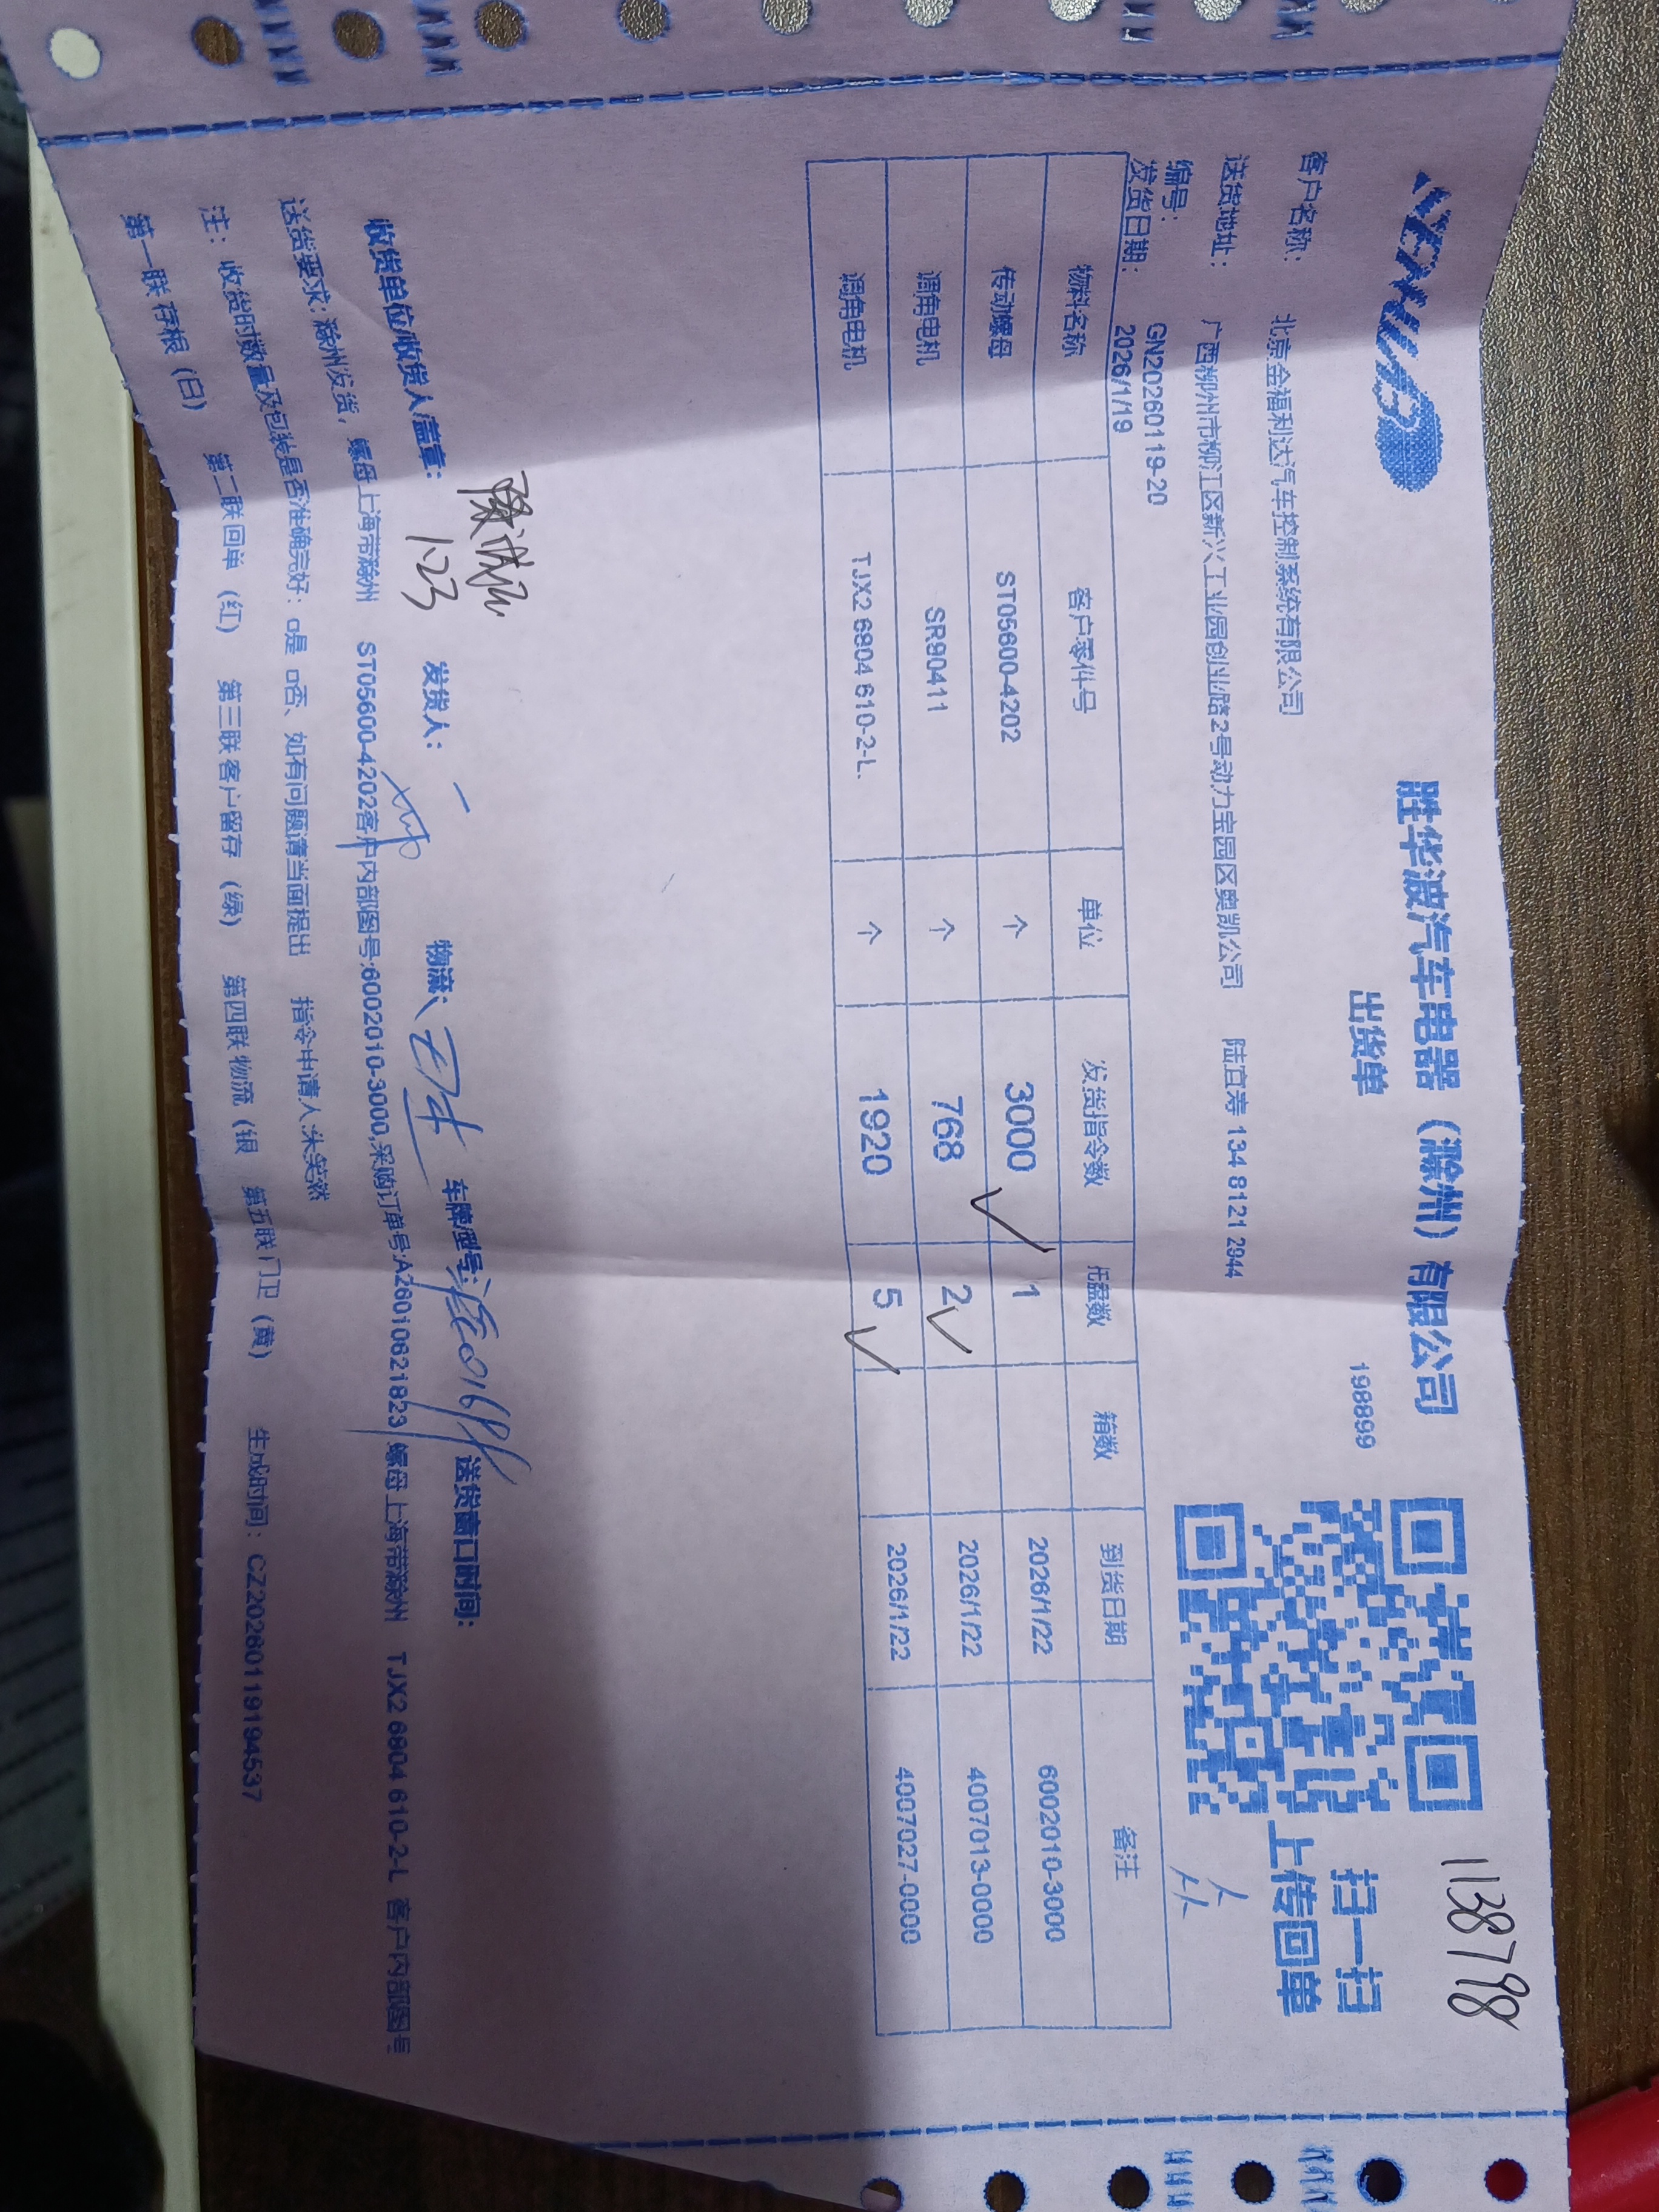 胜华波汽车电器（滁州）有限公司
出货单
198899
1138798
扫一扫
上传回单
客户名称： 北京金福利达汽车控制系统有限公司
送货地址： 广西柳州市柳江区新兴工业园创业路2号动力宝园区奥凯公司 陆宜寿 134 8121 2944
编号： GN20260119-20
发货日期： 2026/1/19
物料名称 客户零件号 单位 发货指令数 托盘数 箱数 到货日期 备注
传动螺母 ST05600-4202 个 3000 1 2026/1/22 6002010-3000
调角电机 SR90411 个 768 2 2026/1/22 4007013-0000
调角电机 TJX2 6804 610-2-L. 个 1920 5 2026/1/22 4007027-0000
收货单位/收货人/盖章： 1.23 发货人： 物流： 车牌/型号： 送货窗口时间:
送货要求: 滁州发货，螺母上海带滁州 ST05600-4202客户内部图号:6002010-3000,采购订单号:A2601062182 螺母上海带滁州 TJX2 6804 610-2-L 客户内部图号
注：收货时数量及包装是否准确完好：□是 □否、如有问题请当面提出 指令申请人:朱笑然
第一联 存根（白） 第二联回单（红） 第三联 客户留存（绿） 第四联 物流（银 第五联 门卫（黄） 生成时间：CZ20260119194537